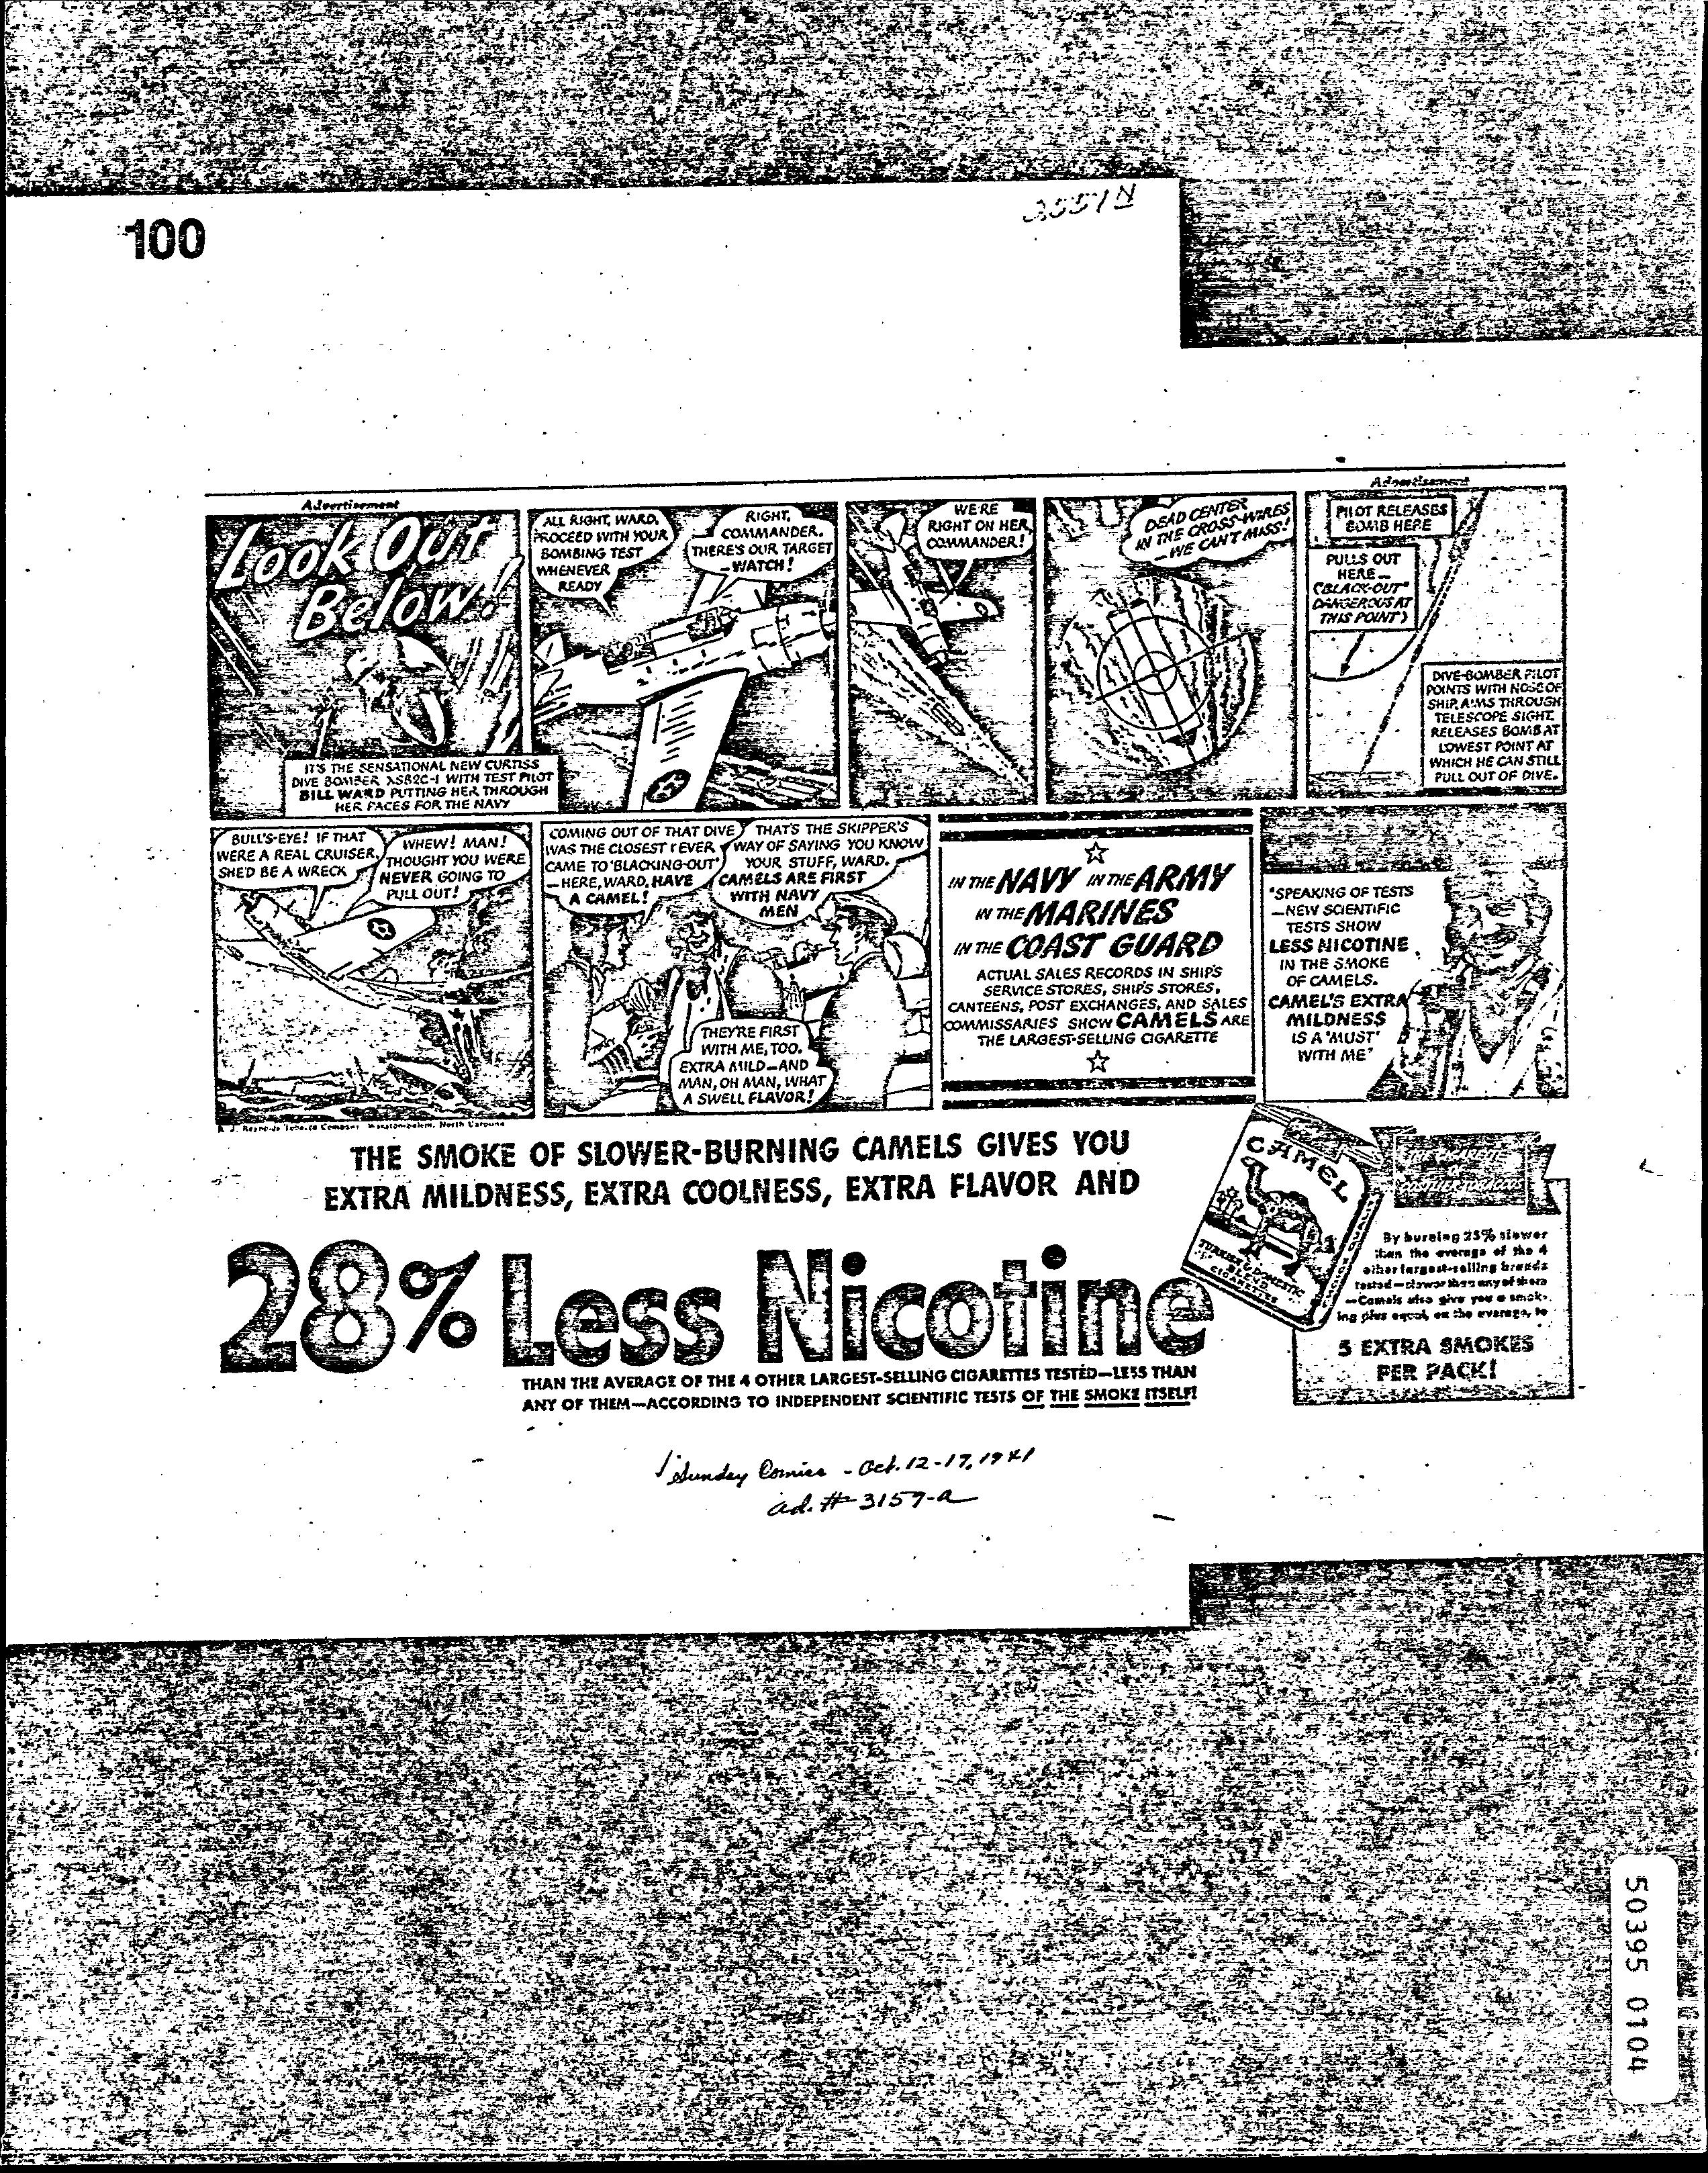 100
Advertisement
Advertisement
Look Out
Below!
IT'S THE SENSATIONAL NEW CURTISS
DIVE BOMBER XSB2C-1 WITH TEST PILOT
BILL WARD PUTTING HER THROUGH
HER PACES FOR THE NAVY
ALL RIGHT, WARD,
PROCEED WITH YOUR
BOMBING TEST
WHENEVER
READY
RIGHT,
COMMANDER.
THERE'S OUR TARGET
—WATCH!
WE'RE
RIGHT ON HER,
COMMANDER!
DEAD CENTER
IN THE CROSS-WIRES
—WE CAN'T MISS!
PILOT RELEASES
BOMB HERE
PULLS OUT
HERE—
("BLACK-OUT"
DANGEROUS AT
THIS POINT)
DIVE-BOMBER PILOT
POINTS WITH NOSE OF
SHIP, AIMS THROUGH
TELESCOPE SIGHT,
RELEASES BOMB AT
LOWEST POINT AT
WHICH HE CAN STILL
PULL OUT OF DIVE.
BULL'S-EYE! IF THAT
WERE A REAL CRUISER,
SHE'D BE A WRECK
WHEW! MAN!
THOUGHT YOU WERE
NEVER GOING TO
PULL OUT!
COMING OUT OF THAT DIVE
WAS THE CLOSEST I EVER
CAME TO 'BLACKING-OUT'
—HERE, WARD, HAVE
A CAMEL!
THAT'S THE SKIPPER'S
WAY OF SAYING YOU KNOW
YOUR STUFF, WARD.
CAMELS ARE FIRST
WITH NAVY
MEN
THEY'RE FIRST
WITH ME, TOO.
EXTRA MILD—AND
MAN, OH MAN, WHAT
A SWELL FLAVOR!
IN THE NAVY IN THE ARMY
IN THE MARINES
IN THE COAST GUARD
ACTUAL SALES RECORDS IN SHIP'S
SERVICE STORES, SHIP'S STORES,
CANTEENS, POST EXCHANGES, AND SALES
COMMISSARIES SHOW CAMELS ARE
THE LARGEST-SELLING CIGARETTE
"SPEAKING OF TESTS
—NEW SCIENTIFIC
TESTS SHOW
LESS NICOTINE
IN THE SMOKE
OF CAMELS.
CAMEL'S EXTRA
MILDNESS
IS A 'MUST'
WITH ME"
R. J. Reynolds Tobacco Company, Winston-Salem, North Carolina
THE SMOKE OF SLOWER-BURNING CAMELS GIVES YOU
EXTRA MILDNESS, EXTRA COOLNESS, EXTRA FLAVOR AND
28% Less Nicotine
THAN THE AVERAGE OF THE 4 OTHER LARGEST-SELLING CIGARETTES TESTED—LESS THAN
ANY OF THEM—ACCORDING TO INDEPENDENT SCIENTIFIC TESTS OF THE SMOKE ITSELF!
CAMEL
TURKISH & DOMESTIC
BLEND
CIGARETTES
By burning 25% slower
than the average of the 4
other largest-selling brands
tested—slower than any of them
—Camels also give you a smok-
ing plus equal, on the average, to
5 EXTRA SMOKES
PER PACK!
Sunday Comics - Oct. 12-17, 1941
ad. # 3159-a
50395 0104